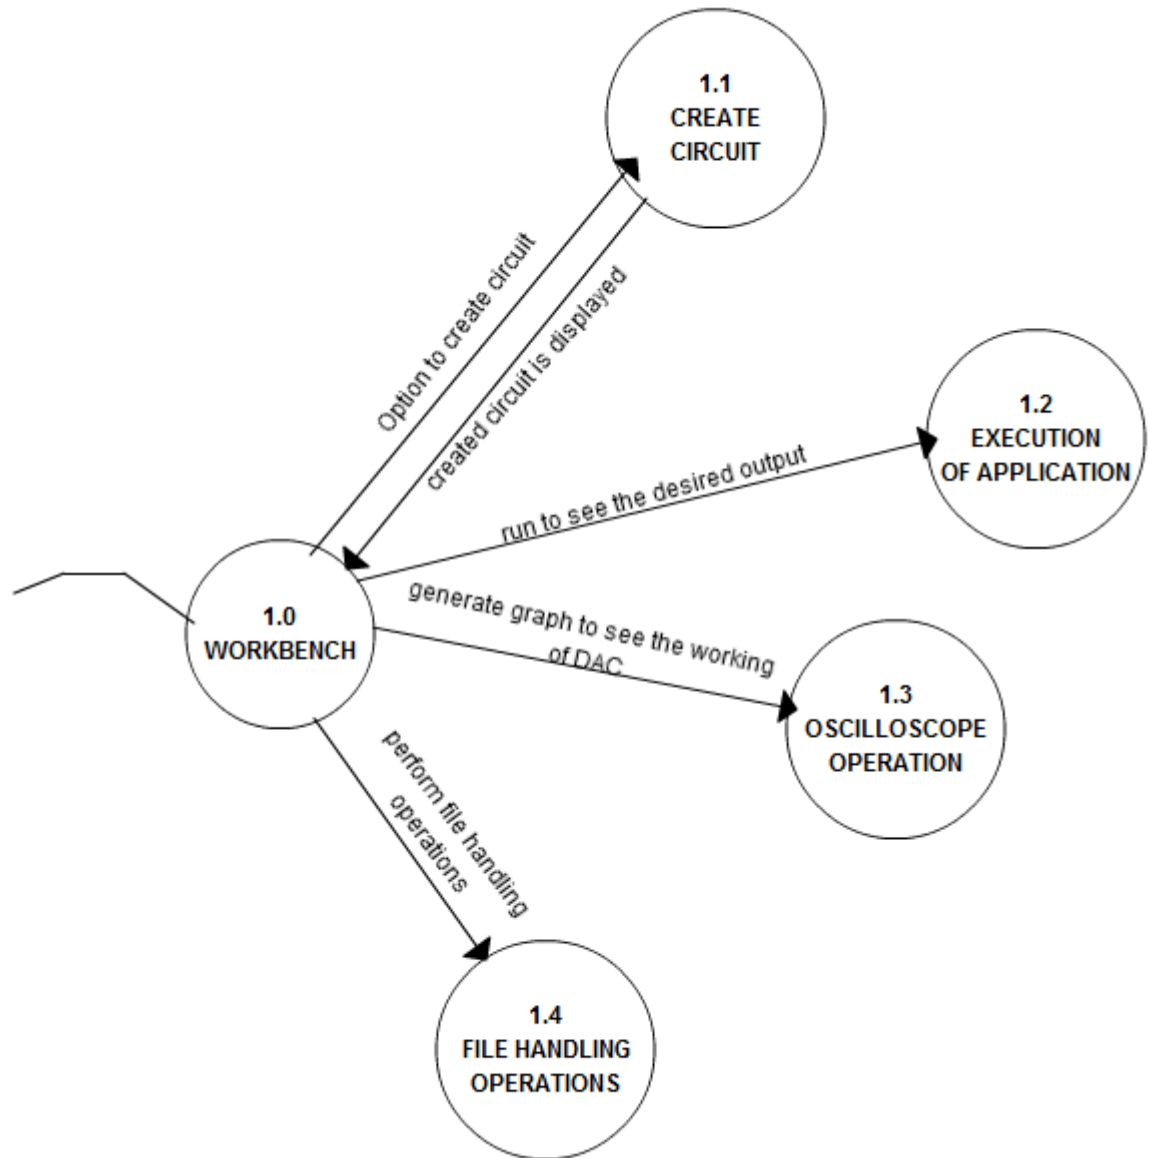 1.1
CREATE
CIRCUIT
Option to create circuit
created circuit is displayed
1.2
EXECUTION
OF APPLICATION
run to see the desired output
1.0
WORKBENCH
generate graph to see the working
of DAC
1.3
OSCILLOSCOPE
OPERATION
perform file handling
operations
1.4
FILE HANDLING
OPERATIONS